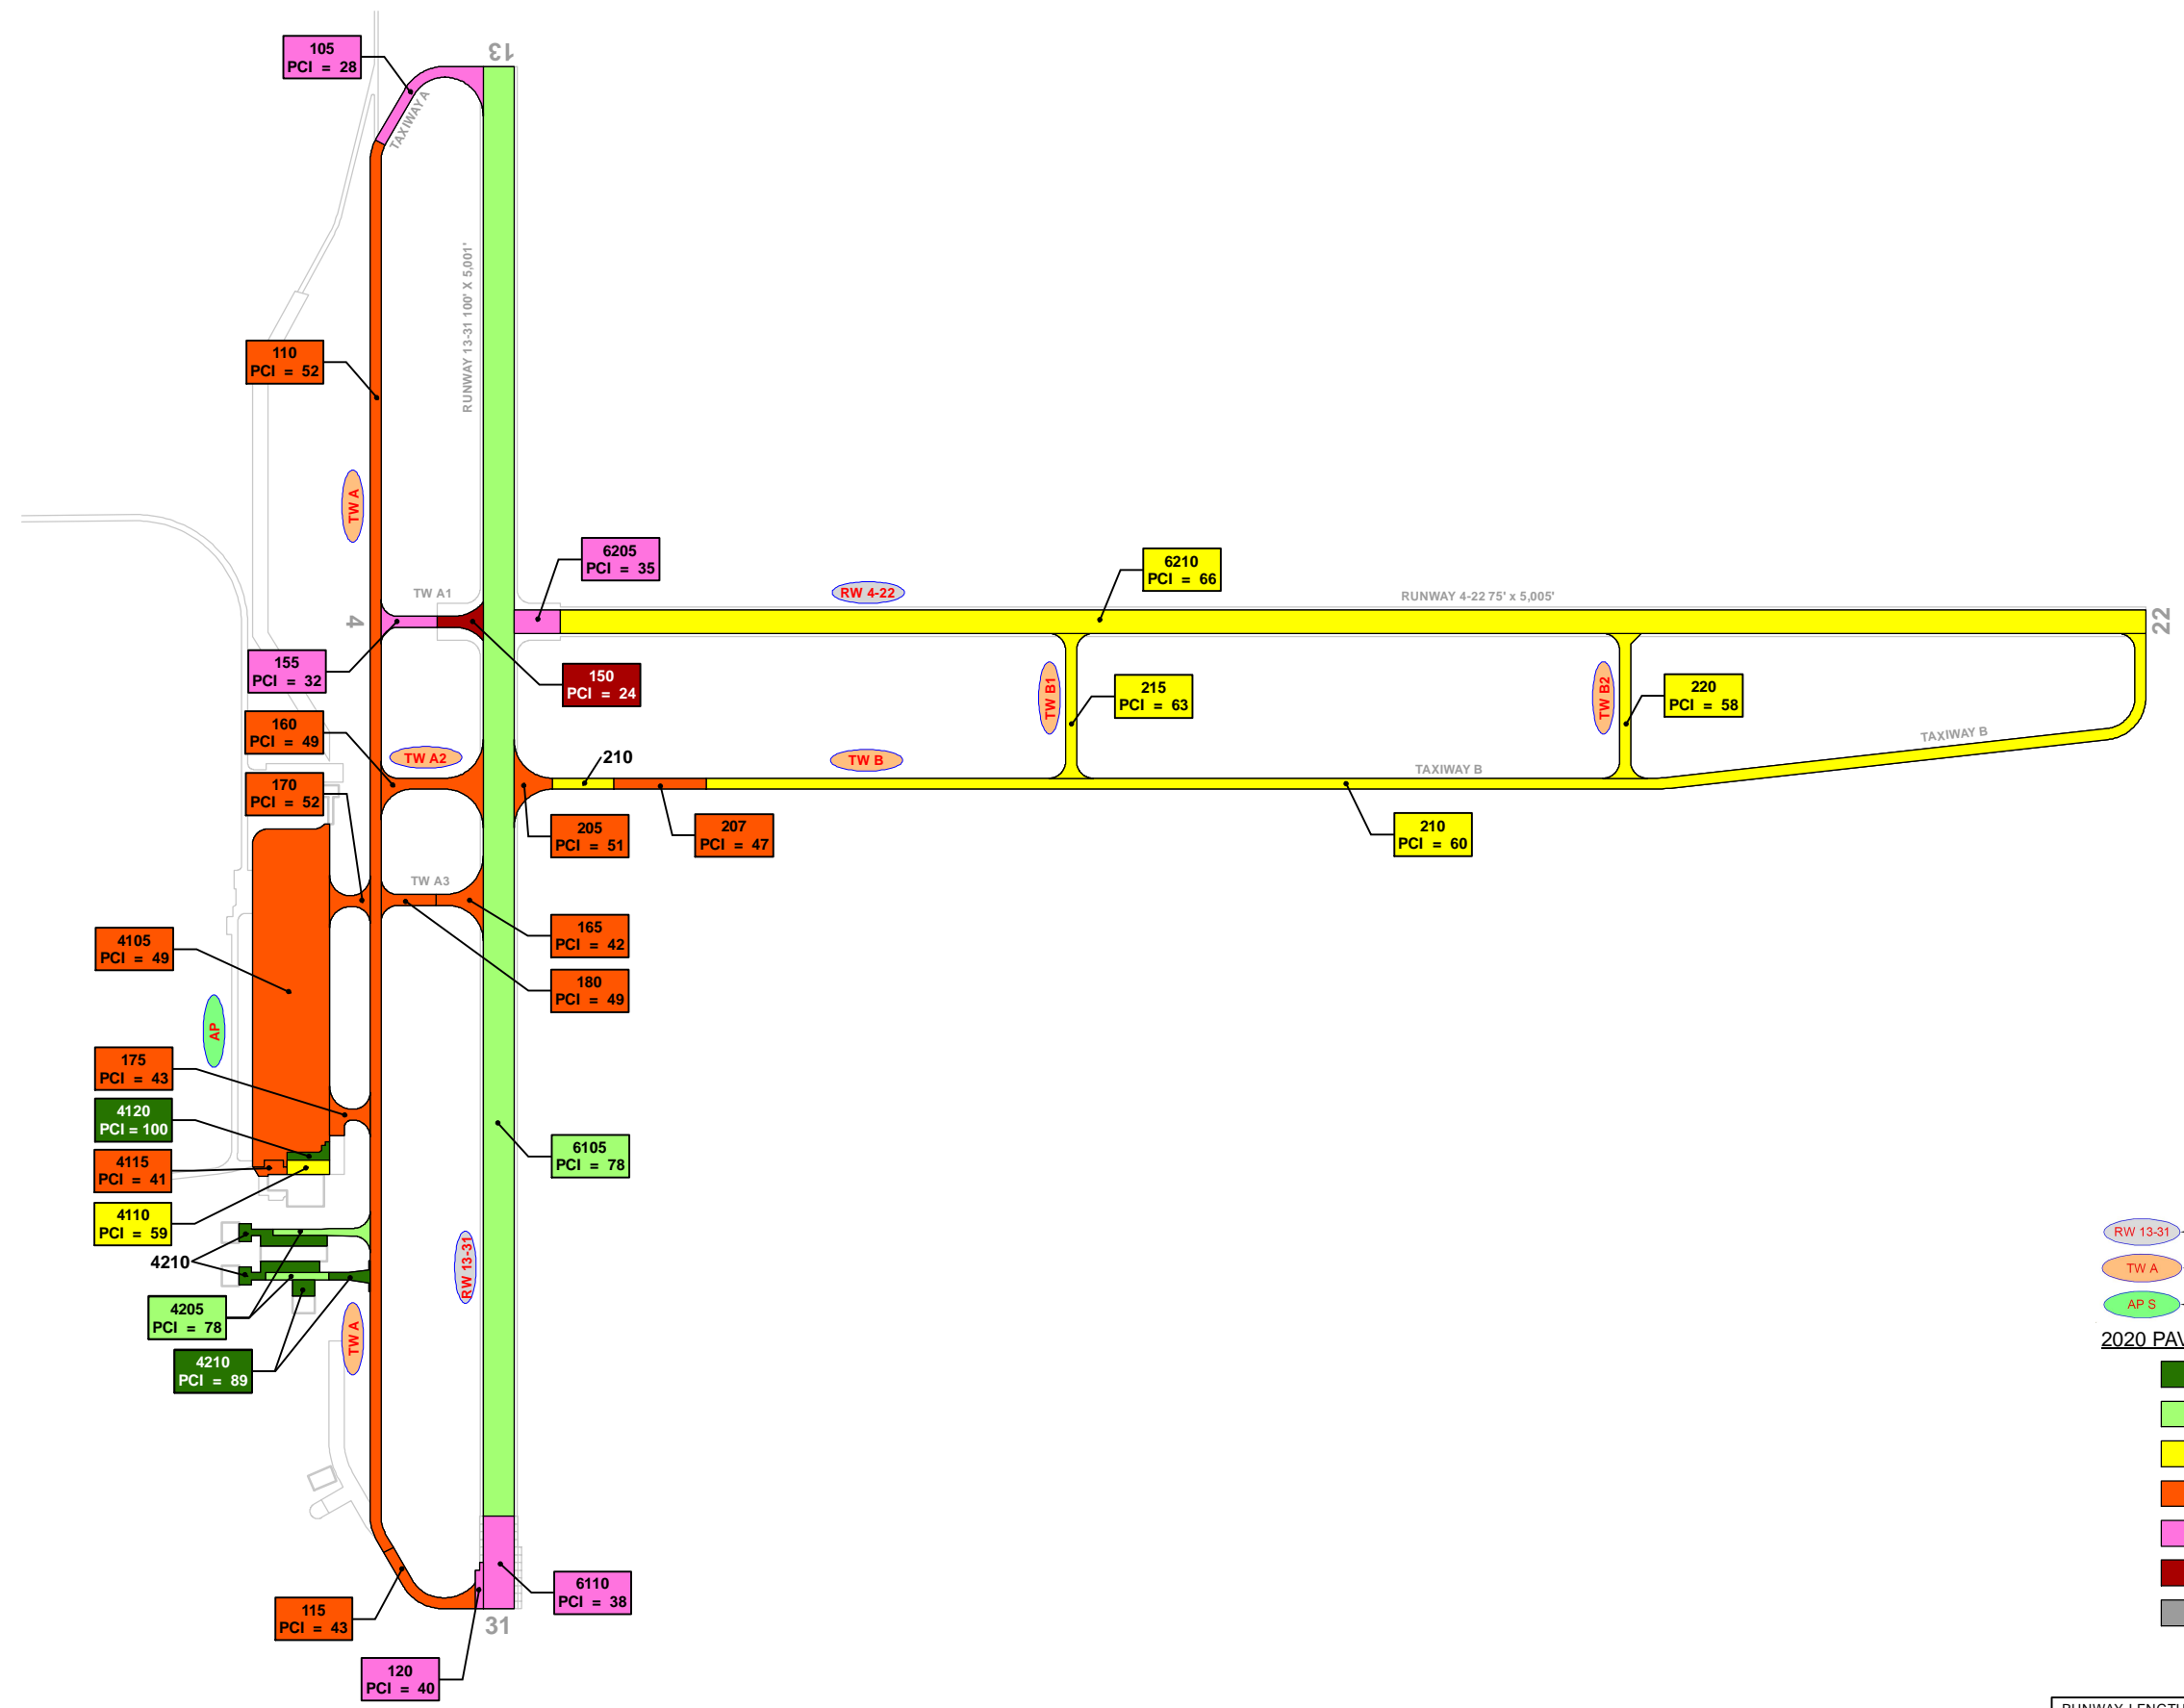 13
105
PCI = 28
TAXIWAY A
RUNWAY 13-31 100' X 5,001'
110
PCI = 52
TW A
6205
PCI = 35
6210
PCI = 66
TW A1
RW 4-22
RUNWAY 4-22 75' x 5,005'
4
22
155
PCI = 32
150
PCI = 24
TW B1
215
PCI = 63
TW B2
220
PCI = 58
160
PCI = 49
TW A2
210
TW B
TAXIWAY B
TAXIWAY B
170
PCI = 52
205
PCI = 51
207
PCI = 47
210
PCI = 60
TW A3
4105
PCI = 49
165
PCI = 42
180
PCI = 49
AP
175
PCI = 43
4120
PCI = 100
4115
PCI = 41
6105
PCI = 78
4110
PCI = 59
4210
RW 13-31
RW 13-31
TW A
AP S
4205
PCI = 78
TW A
2020 PAV
4210
PCI = 89
6110
PCI = 38
115
PCI = 43
31
120
PCI = 40
RUNWAY LENGTH